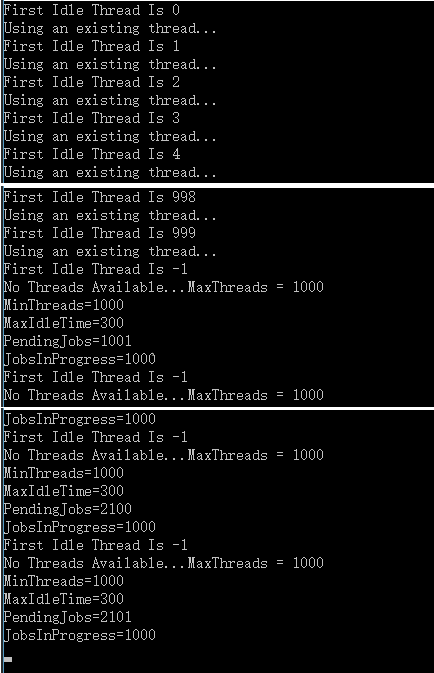 First Idle Thread Is 0
Using an existing thread...
First Idle Thread Is 1
Using an existing thread...
First Idle Thread Is 2
Using an existing thread...
First Idle Thread Is 3
Using an existing thread...
First Idle Thread Is 4
Using an existing thread...
First Idle Thread Is 998
Using an existing thread...
First Idle Thread Is 999
Using an existing thread...
First Idle Thread Is -1
No Threads Available...MaxThreads = 1000
MinThreads=1000
MaxIdleTime=300
PendingJobs=1001
JobsInProgress=1000
First Idle Thread Is -1
No Threads Available...MaxThreads = 1000
JobsInProgress=1000
First Idle Thread Is -1
No Threads Available...MaxThreads = 1000
MinThreads=1000
MaxIdleTime=300
PendingJobs=2100
JobsInProgress=1000
First Idle Thread Is -1
No Threads Available...MaxThreads = 1000
MinThreads=1000
MaxIdleTime=300
PendingJobs=2101
JobsInProgress=1000